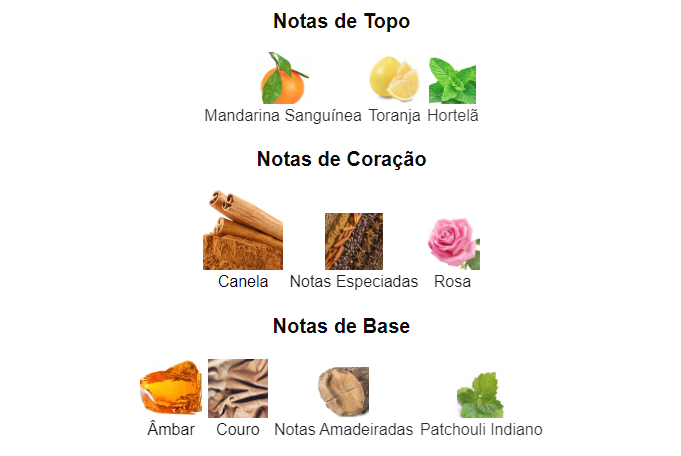 Notas de Topo
Mandarina Sanguínea Toranja Hortelã
Notas de Coração
Canela Notas Especiadas Rosa
Notas de Base
Âmbar Couro Notas Amadeiradas Patchouli Indiano